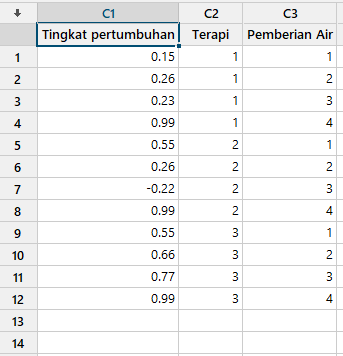 ↓ C1 C2 C3
Tingkat pertumbuhan Terapi Pemberian Air
1 0.15 1 1
2 0.26 1 2
3 0.23 1 3
4 0.99 1 4
5 0.55 2 1
6 0.26 2 2
7 -0.22 2 3
8 0.99 2 4
9 0.55 3 1
10 0.66 3 2
11 0.77 3 3
12 0.99 3 4
13
14